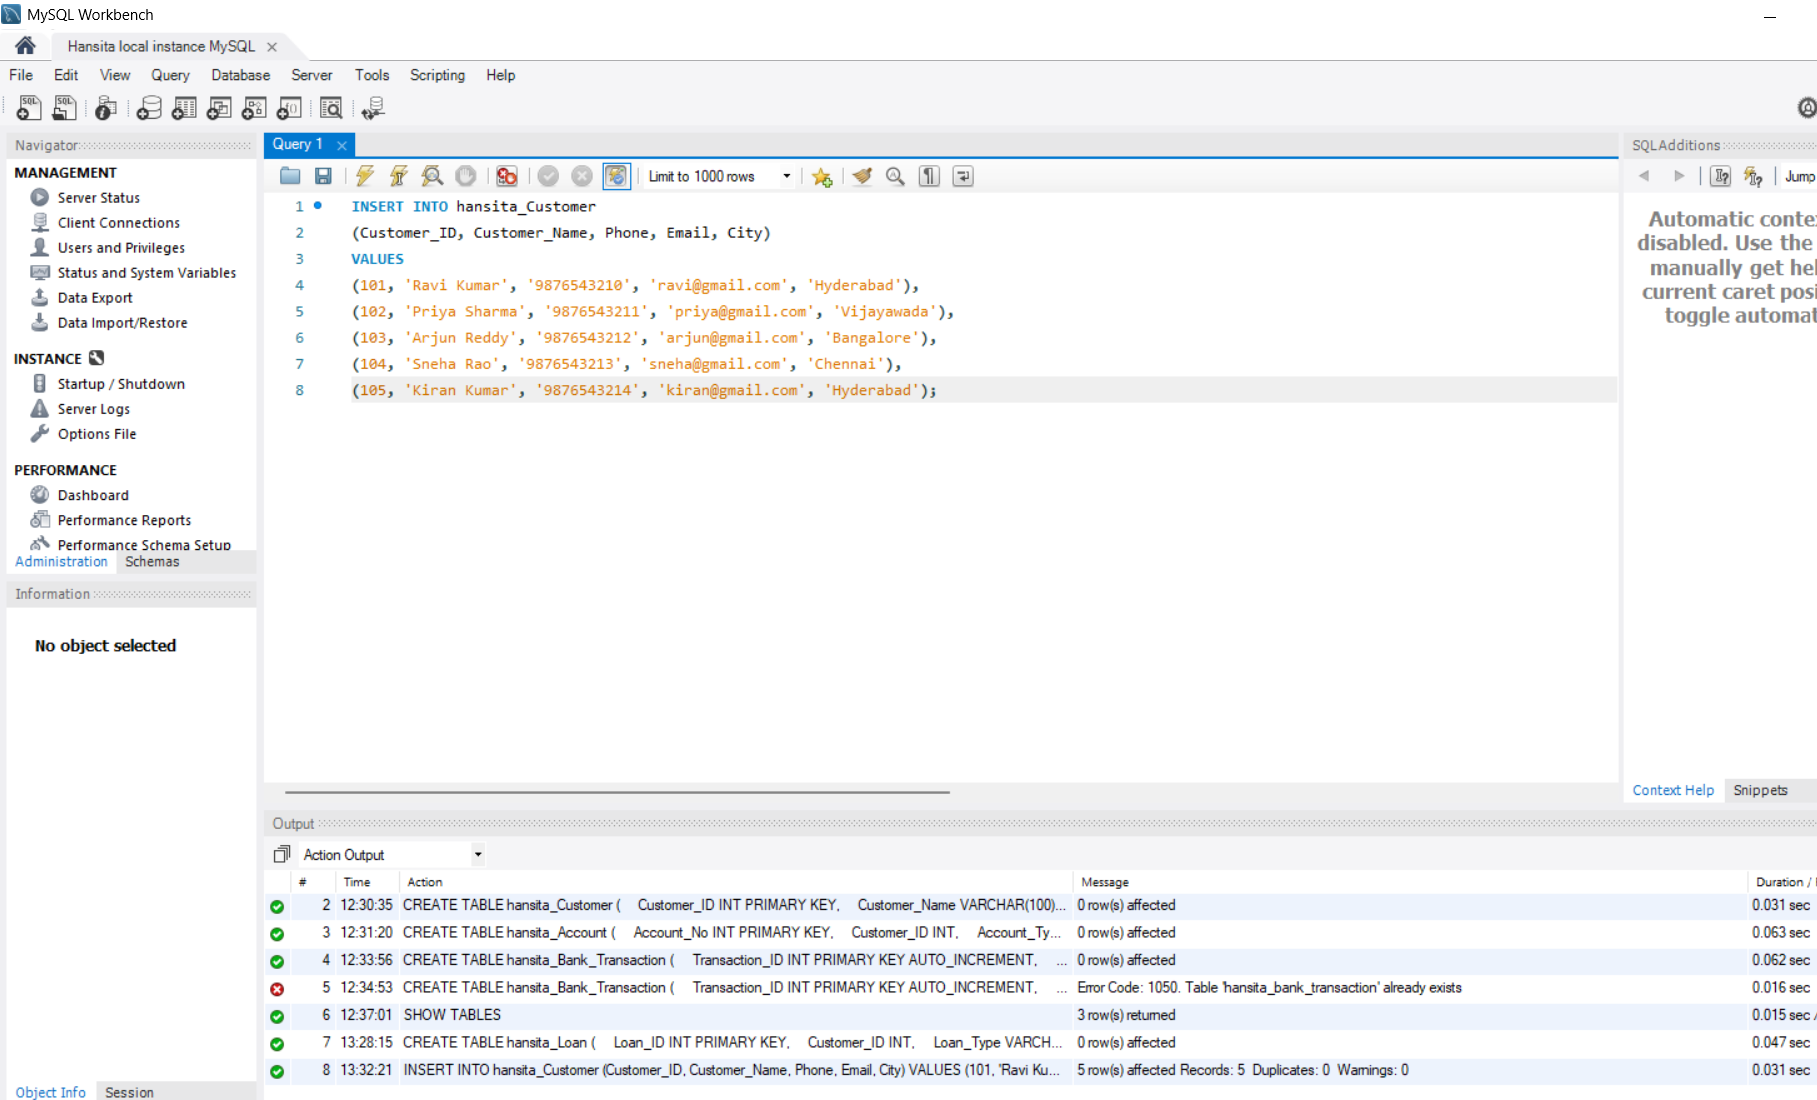 MySQL Workbench
Hansita local instance MySQL
File Edit View Query Database Server Tools Scripting Help
Navigator
MANAGEMENT
Server Status
Client Connections
Users and Privileges
Status and System Variables
Data Export
Data Import/Restore
INSTANCE
Startup / Shutdown
Server Logs
Options File
PERFORMANCE
Dashboard
Performance Reports
Performance Schema Setup
Administration Schemas
Information
No object selected
Object Info Session
Query 1
Limit to 1000 rows
1 INSERT INTO hansita_Customer
2 (Customer_ID, Customer_Name, Phone, Email, City)
3 VALUES
4 (101, 'Ravi Kumar', '9876543210', 'ravi@gmail.com', 'Hyderabad'),
5 (102, 'Priya Sharma', '9876543211', 'priya@gmail.com', 'Vijayawada'),
6 (103, 'Arjun Reddy', '9876543212', 'arjun@gmail.com', 'Bangalore'),
7 (104, 'Sneha Rao', '9876543213', 'sneha@gmail.com', 'Chennai'),
8 (105, 'Kiran Kumar', '9876543214', 'kiran@gmail.com', 'Hyderabad');
SQLAdditions
Jump
Automatic contex
disabled. Use the
manually get hel
current caret posi
toggle automat
Context Help Snippets
Output
Action Output
# Time Action Message Duration /
2 12:30:35 CREATE TABLE hansita_Customer ( Customer_ID INT PRIMARY KEY, Customer_Name VARCHAR(100)... 0 row(s) affected 0.031 sec
3 12:31:20 CREATE TABLE hansita_Account ( Account_No INT PRIMARY KEY, Customer_ID INT, Account_Ty... 0 row(s) affected 0.063 sec
4 12:33:56 CREATE TABLE hansita_Bank_Transaction ( Transaction_ID INT PRIMARY KEY AUTO_INCREMENT, ... 0 row(s) affected 0.062 sec
5 12:34:53 CREATE TABLE hansita_Bank_Transaction ( Transaction_ID INT PRIMARY KEY AUTO_INCREMENT, ... Error Code: 1050. Table 'hansita_bank_transaction' already exists 0.016 sec
6 12:37:01 SHOW TABLES 3 row(s) returned 0.015 sec /
7 13:28:15 CREATE TABLE hansita_Loan ( Loan_ID INT PRIMARY KEY, Customer_ID INT, Loan_Type VARCH... 0 row(s) affected 0.047 sec
8 13:32:21 INSERT INTO hansita_Customer (Customer_ID, Customer_Name, Phone, Email, City) VALUES (101, 'Ravi Ku... 5 row(s) affected Records: 5 Duplicates: 0 Warnings: 0 0.031 sec